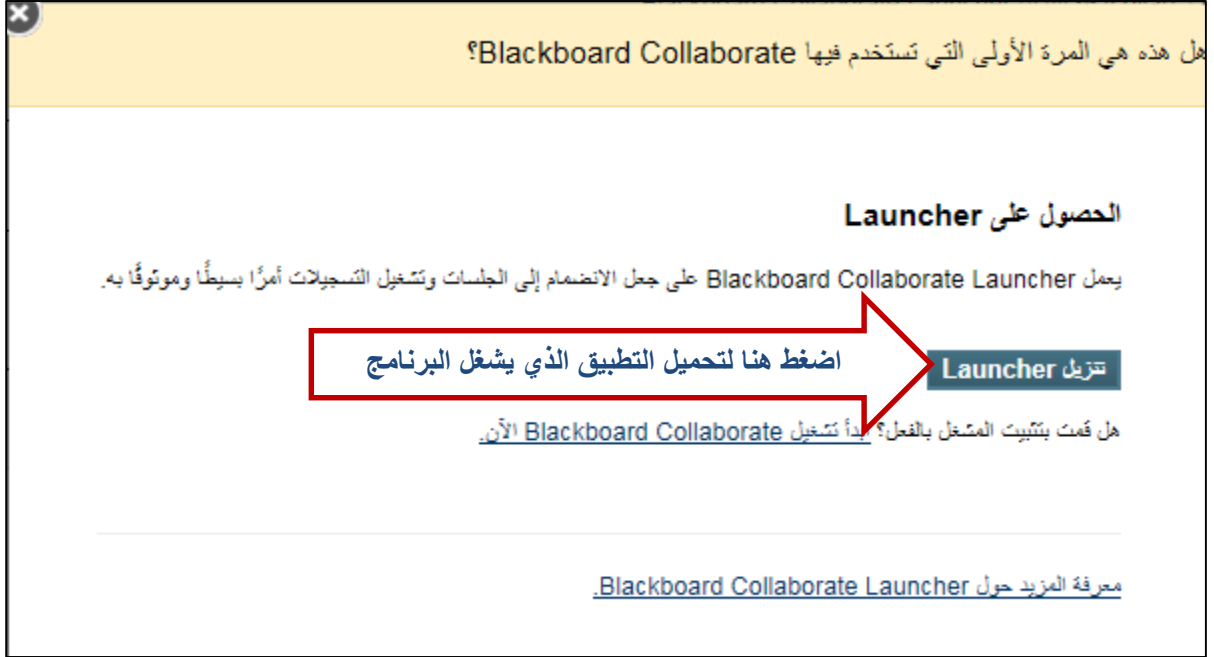 هل هذه هي المرة الأولى التي تستخدم فيها Blackboard Collaborate؟
الحصول على Launcher
يعمل Blackboard Collaborate Launcher على جعل الانضمام إلى الجلسات وتشغيل التسجيلات أمرًا بسيطًا وموثوقًا به.
تنزيل Launcher
اضغط هنا لتحميل التطبيق الذي يشغل البرنامج
هل قمت بتثبيت المشغل بالفعل؟ ابدأ تشغيل Blackboard Collaborate الآن.
معرفة المزيد حول Blackboard Collaborate Launcher.